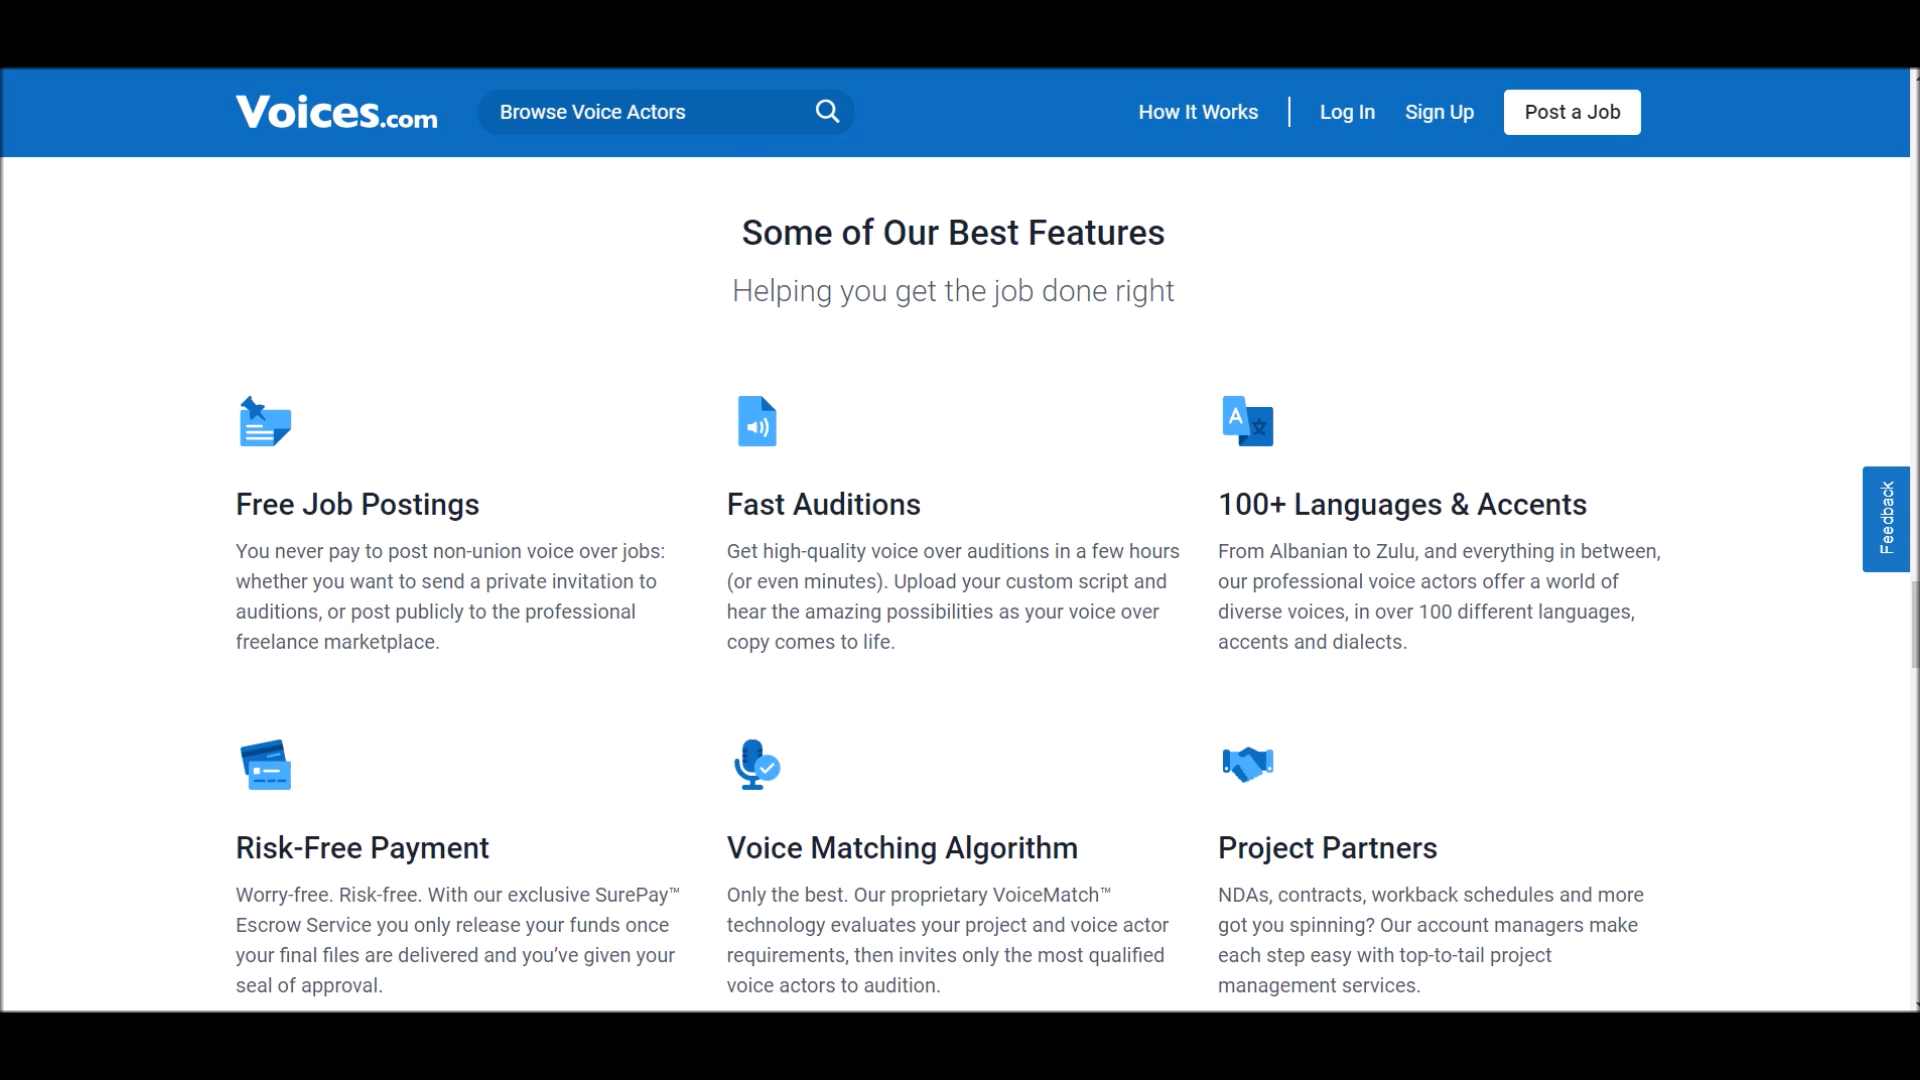 Voices.com
Browse Voice Actors
How It Works
Log In
Sign Up
Post a Job
Some of Our Best Features
Helping you get the job done right
A
文
Free Job Postings
You never pay to post non-union voice over jobs:
whether you want to send a private invitation to
auditions, or post publicly to the professional
freelance marketplace.
Fast Auditions
Get high-quality voice over auditions in a few hours
(or even minutes). Upload your custom script and
hear the amazing possibilities as your voice over
copy comes to life.
100+ Languages & Accents
From Albanian to Zulu, and everything in between,
our professional voice actors offer a world of
diverse voices, in over 100 different languages,
accents and dialects.
Feedback
Risk-Free Payment
Worry-free. Risk-free. With our exclusive SurePay™
Escrow Service you only release your funds once
your final files are delivered and you’ve given your
seal of approval.
Voice Matching Algorithm
Only the best. Our proprietary VoiceMatch™
technology evaluates your project and voice actor
requirements, then invites only the most qualified
voice actors to audition.
Project Partners
NDAs, contracts, workback schedules and more
got you spinning? Our account managers make
each step easy with top-to-tail project
management services.